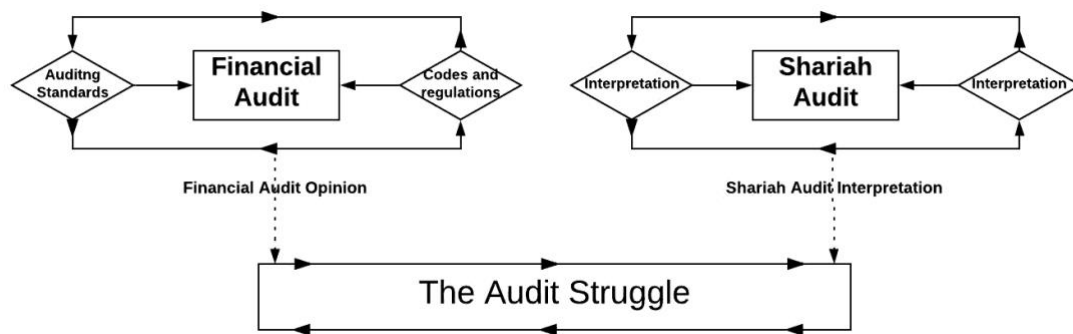 Auditng
Standards
Financial
Audit
Codes and
regulations
Interpretation
Shariah
Audit
Interpretation
Financial Audit Opinion
Shariah Audit Interpretation
The Audit Struggle